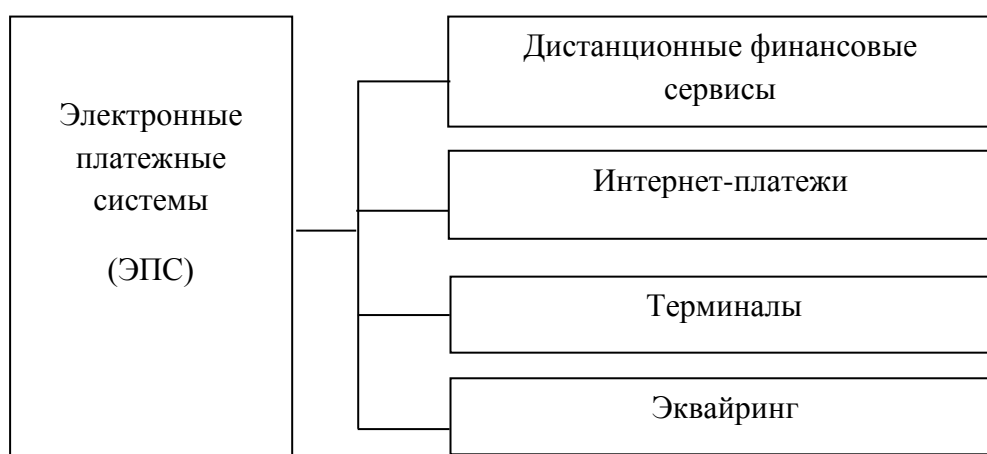 Электронные
платежные
системы
(ЭПС)
Дистанционные финансовые
сервисы
Интернет-платежи
Терминалы
Эквайринг